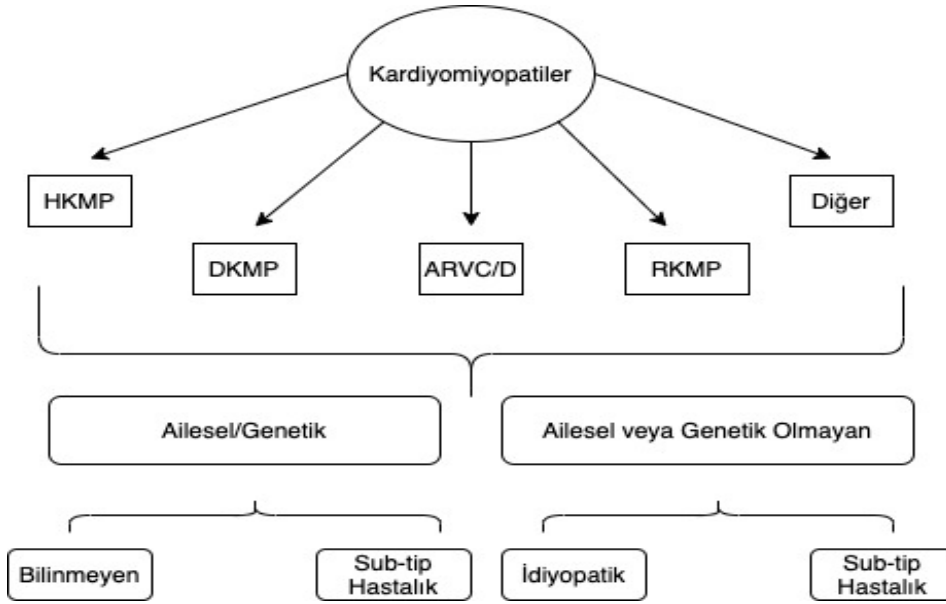 Kardiyomiyopatiler
HKMP
Diğer
DKMP
ARVC/D
RKMP
Ailesel/Genetik
Ailesel veya Genetik Olmayan
Bilinmeyen
Sub-tip
Hastalık
İdiyopatik
Sub-tip
Hastalık